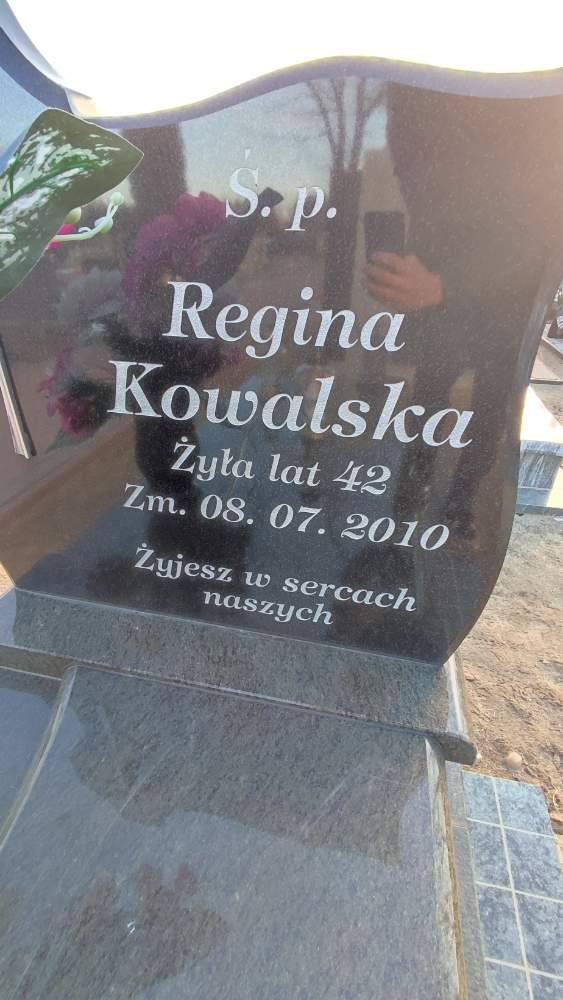 Ś. p.
Regina
Kowalska
Żyła lat 42
Zm. 08. 07. 2010
Żyjesz w sercach
naszych